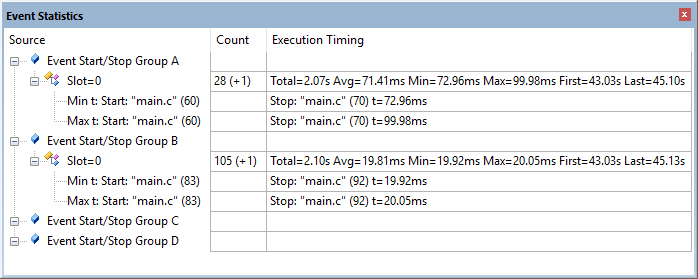 Event Statistics
Source Count Execution Timing
Event Start/Stop Group A
Slot=0 28 (+1) Total=2.07s Avg=71.41ms Min=72.96ms Max=99.98ms First=43.03s Last=45.10s
Min t: Start: "main.c" (60) Stop: "main.c" (70) t=72.96ms
Max t: Start: "main.c" (60) Stop: "main.c" (70) t=99.98ms
Event Start/Stop Group B
Slot=0 105 (+1) Total=2.10s Avg=19.81ms Min=19.92ms Max=20.05ms First=43.03s Last=45.13s
Min t: Start: "main.c" (83) Stop: "main.c" (92) t=19.92ms
Max t: Start: "main.c" (83) Stop: "main.c" (92) t=20.05ms
Event Start/Stop Group C
Event Start/Stop Group D